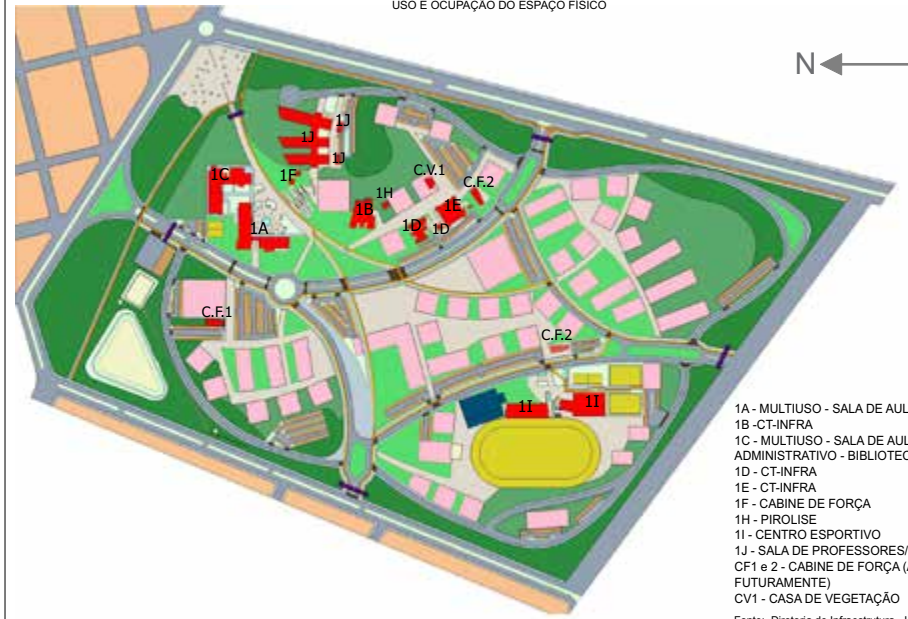 USO E OCUPAÇÃO DO ESPAÇO FÍSICO
N
1J
1J
1J
1F
1C
1H
C.V.1
C.F.2
1B
1E
1D
1D
1A
C.F.1
C.F.2
1I
1I
1A - MULTIUSO - SALA DE AUL
1B -CT-INFRA
1C - MULTIUSO - SALA DE AUL
ADMINISTRATIVO - BIBLIOTEC
1D - CT-INFRA
1E - CT-INFRA
1F - CABINE DE FORÇA
1H - PIROLISE
1I - CENTRO ESPORTIVO
1J - SALA DE PROFESSORES/
CF1 e 2 - CABINE DE FORÇA (
FUTURAMENTE)
CV1 - CASA DE VEGETAÇÃO